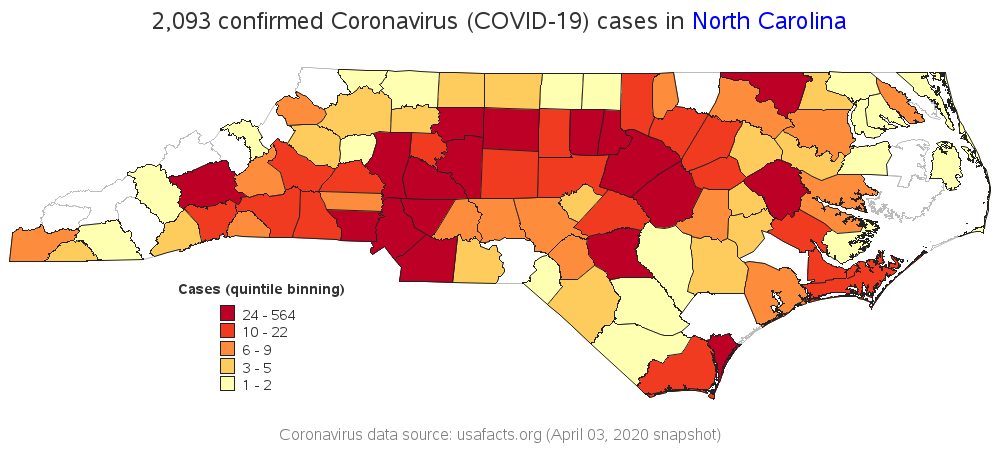 2,093 confirmed Coronavirus (COVID-19) cases in North Carolina
Cases (quintile binning)
24 - 564
10 - 22
6 - 9
3 - 5
1 - 2
Coronavirus data source: usafacts.org (April 03, 2020 snapshot)